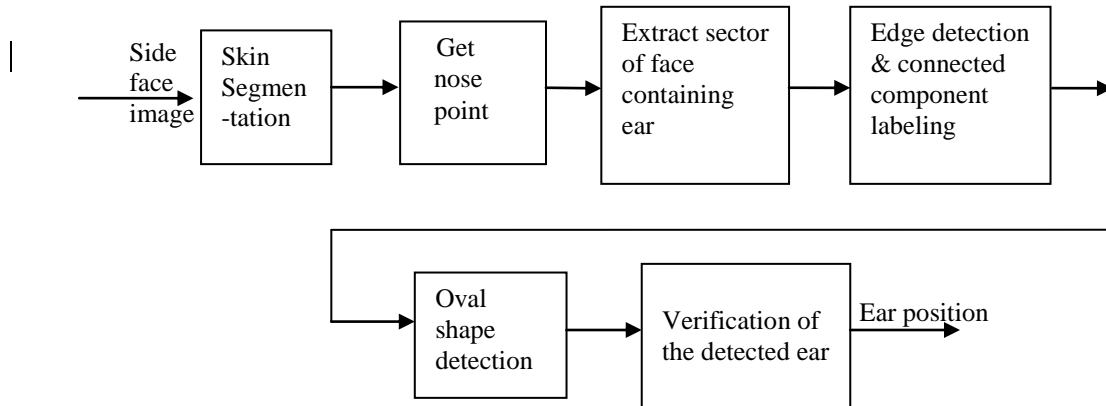 Side
face
image
Skin
Segmen
-tation
Get
nose
point
Extract sector
of face
containing
ear
Edge detection
& connected
component
labeling
Oval
shape
detection
Verification of
the detected ear
Ear position